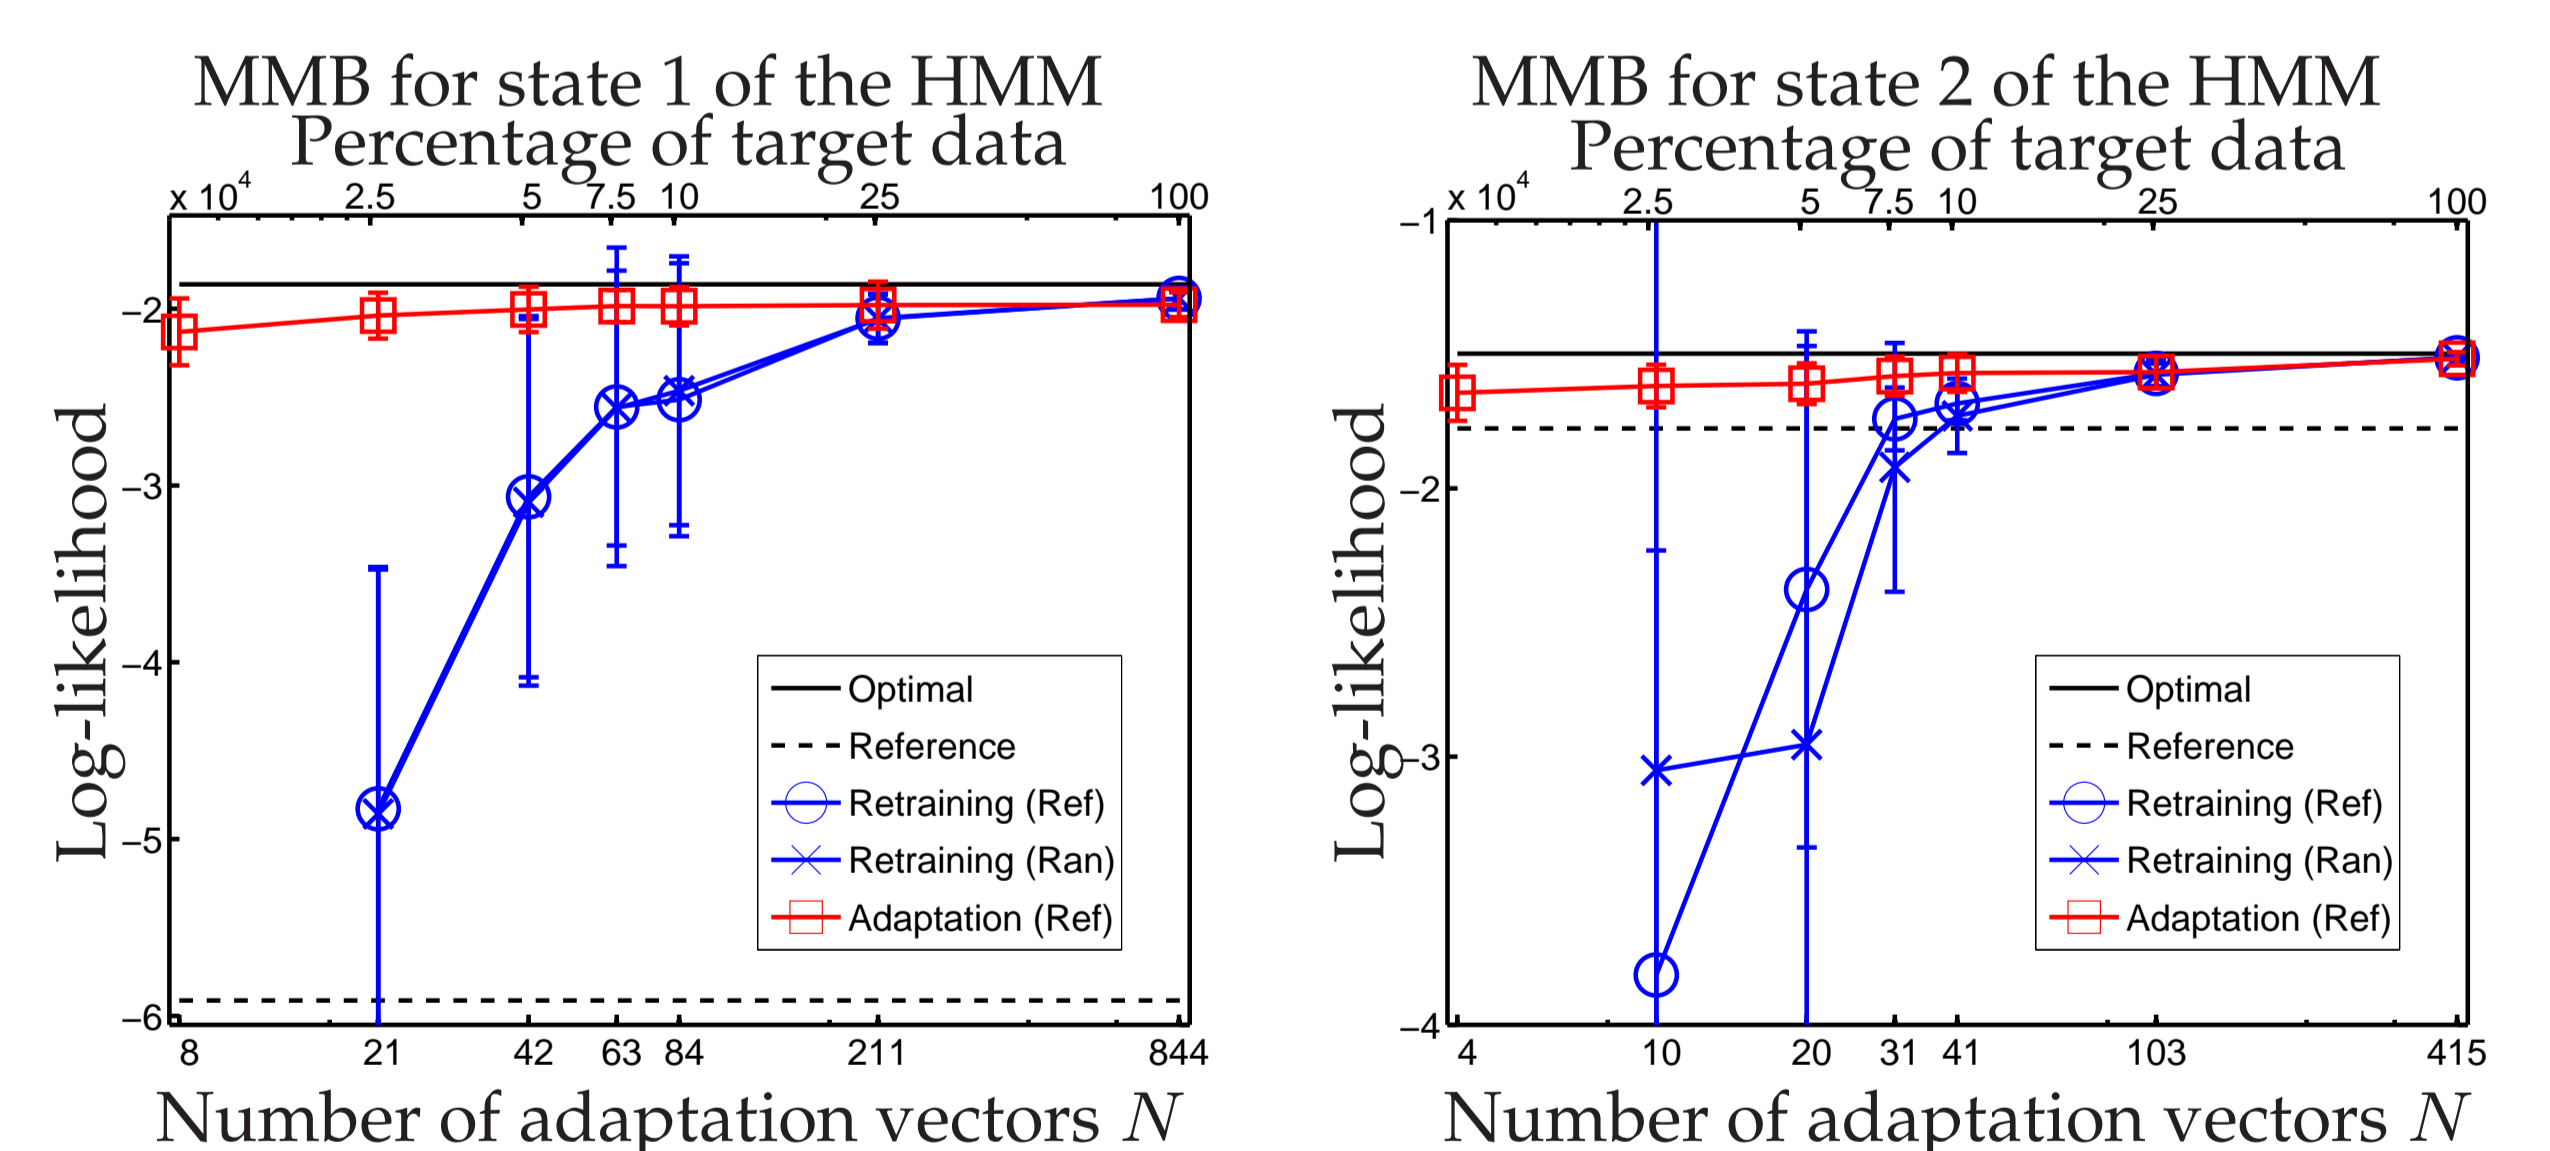 MMB for state 1 of the HMM
Percentage of target data
x 10^4 2.5 5 7.5 10 25 100
−2
−3
−4
−5
−6
Log-likelihood
Optimal
Reference
Retraining (Ref)
Retraining (Ran)
Adaptation (Ref)
8 21 42 63 84 211 844
Number of adaptation vectors N
MMB for state 2 of the HMM
Percentage of target data
x 10^4 2.5 5 7.5 10 25 100
−1
−2
−3
−4
Log-likelihood
Optimal
Reference
Retraining (Ref)
Retraining (Ran)
Adaptation (Ref)
4 10 20 31 41 103 415
Number of adaptation vectors N